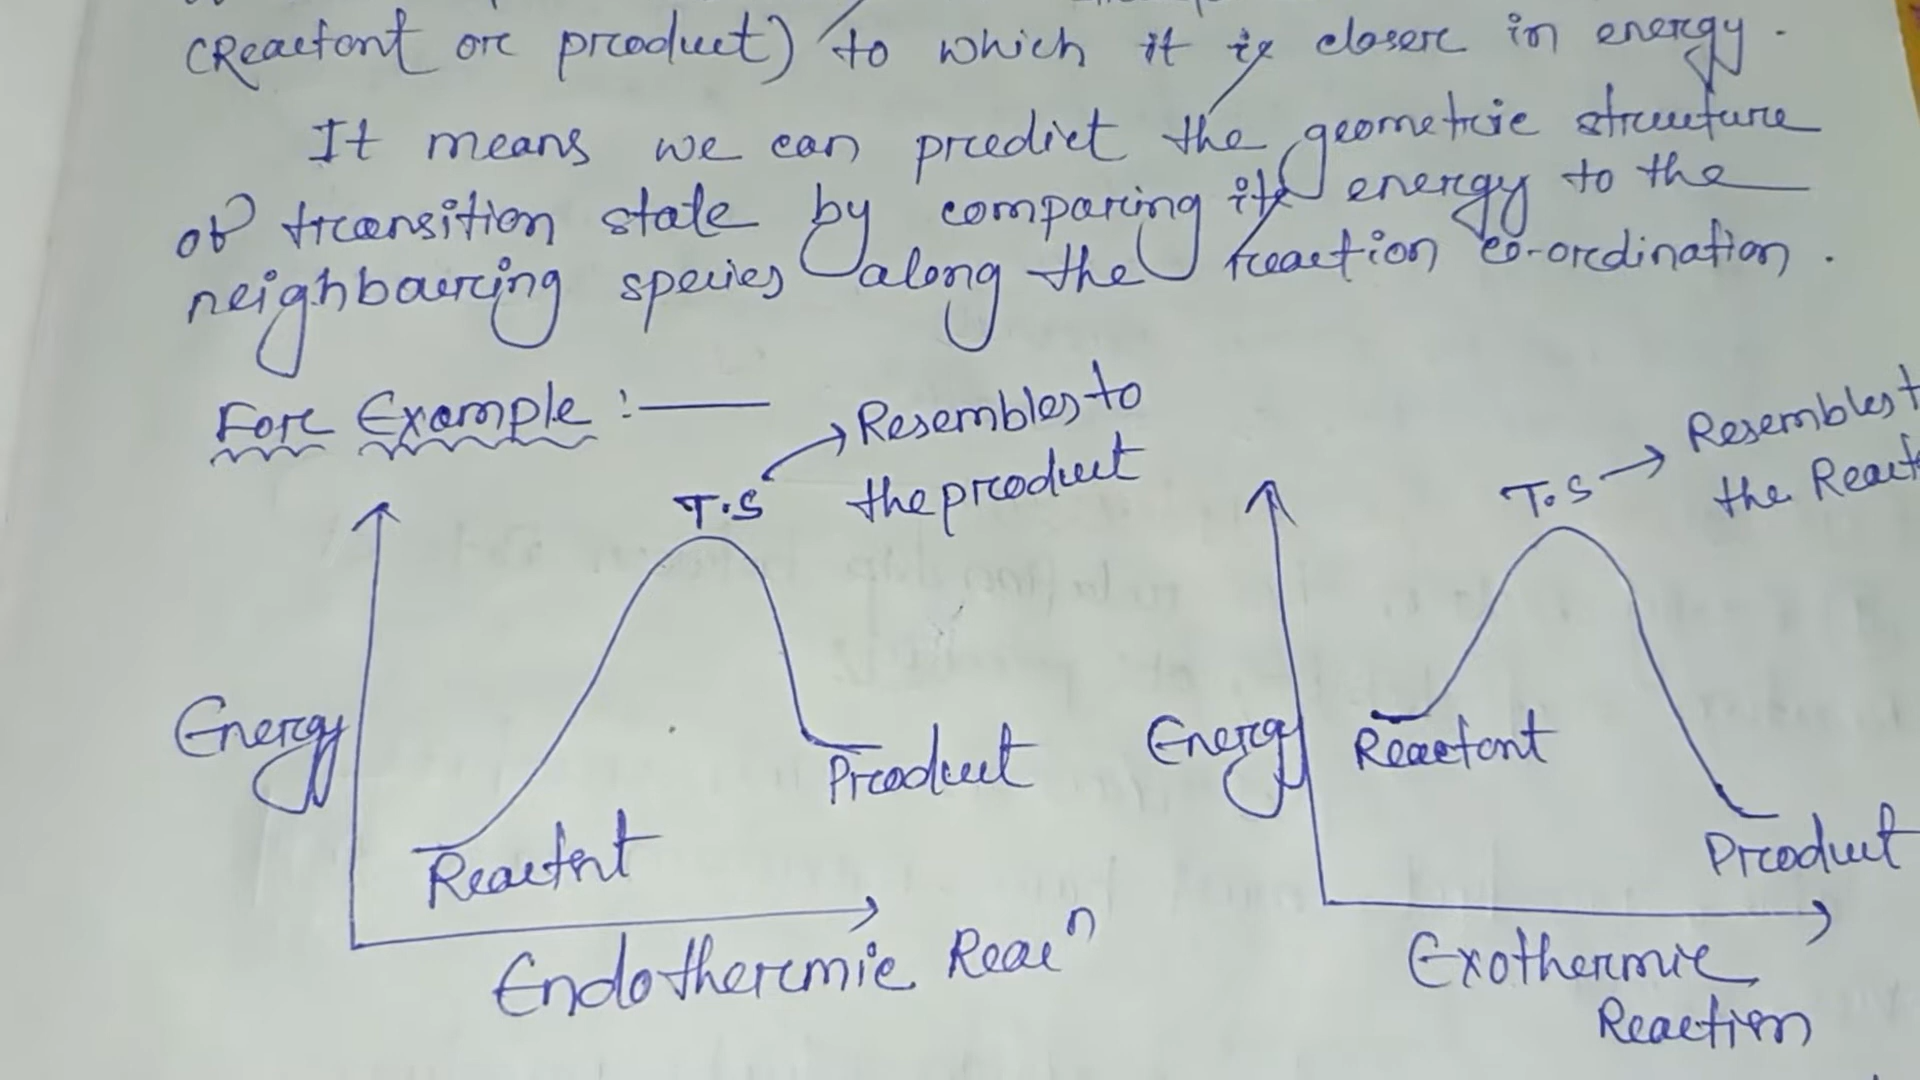 (Reactant or product) to which it is closer in energy.
It means we can predict the geometric structure
of transition state by comparing its energy to the
neighbouring species along the reaction co-ordination.
For Example :—
Resembles to
the product
T.S
Energy
Reactnt
Product
Endothermic Reacn
Resembles t
the React
T.S
Energy
Reactant
Product
Exothermic
Reaction